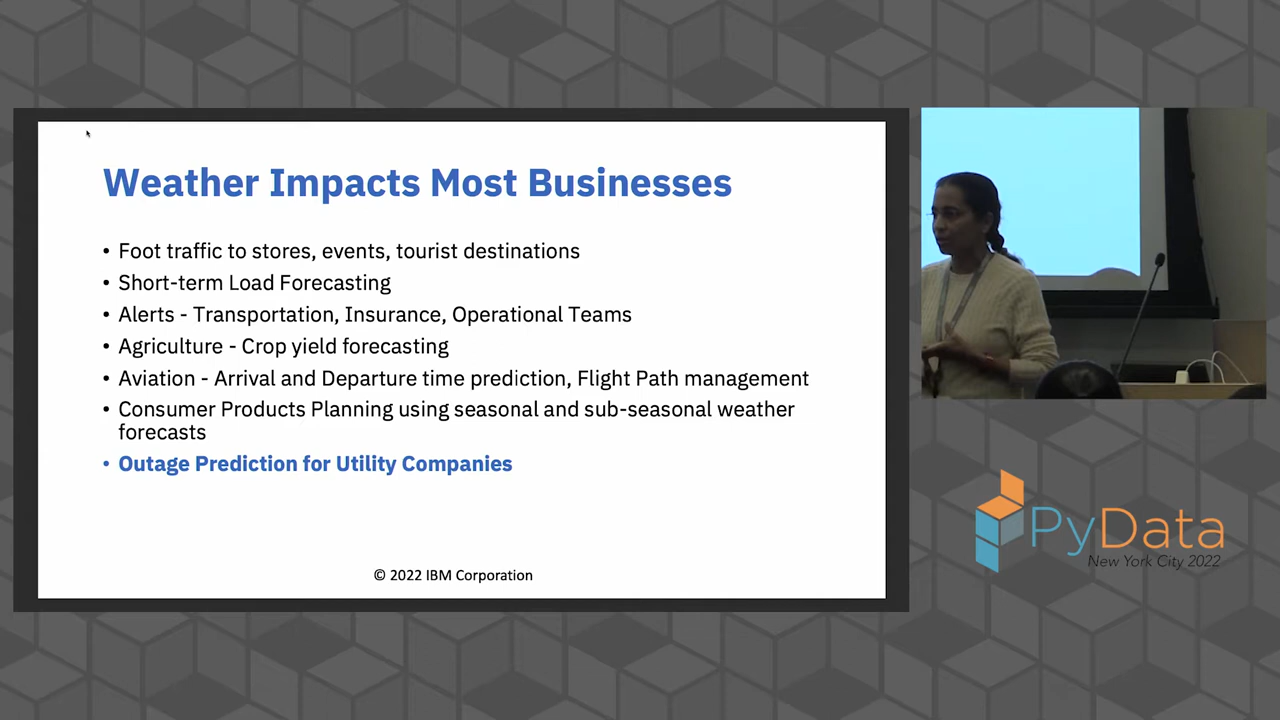 Weather Impacts Most Businesses
• Foot traffic to stores, events, tourist destinations
• Short-term Load Forecasting
• Alerts - Transportation, Insurance, Operational Teams
• Agriculture - Crop yield forecasting
• Aviation - Arrival and Departure time prediction, Flight Path management
• Consumer Products Planning using seasonal and sub-seasonal weather
forecasts
• Outage Prediction for Utility Companies
© 2022 IBM Corporation
PyData
New York City 2022